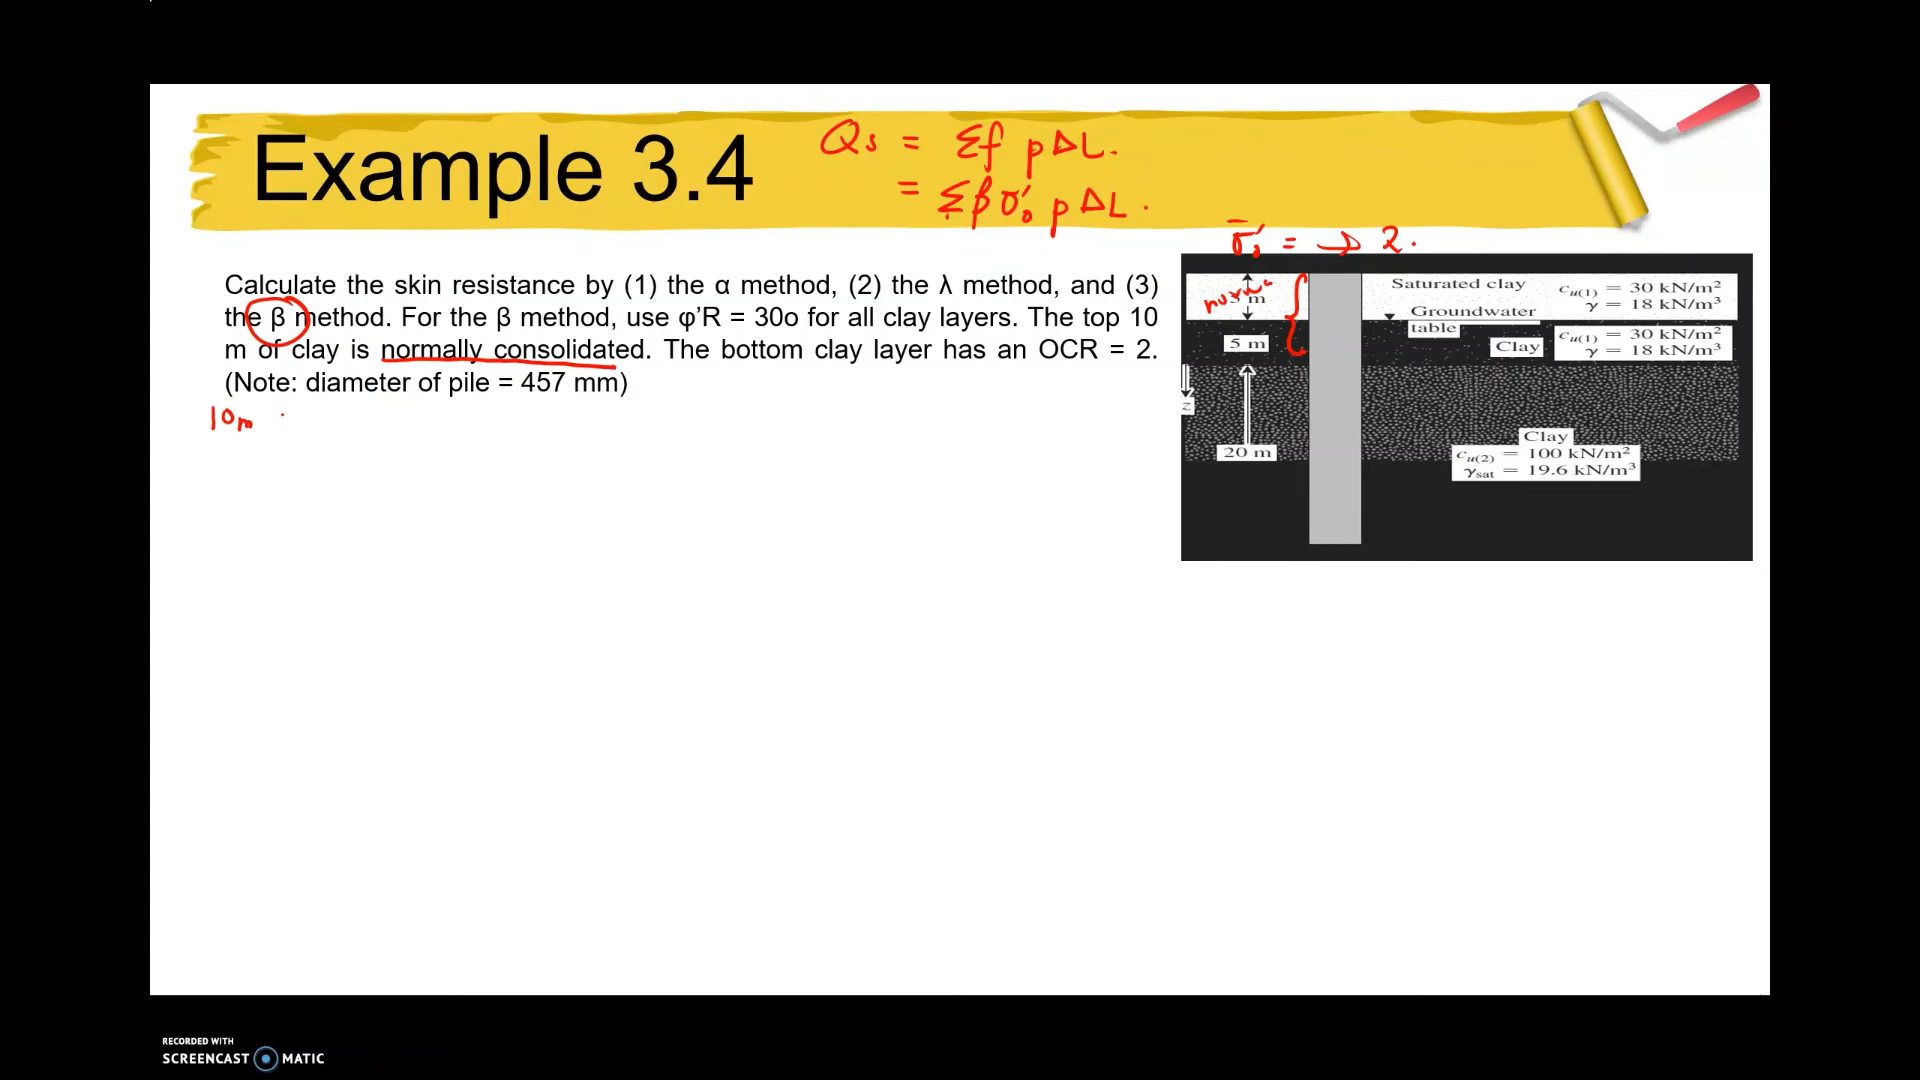 Example 3.4
Qs = Σf p ΔL.
= Σβ σ'₀ p ΔL.
Calculate the skin resistance by (1) the α method, (2) the λ method, and (3)
the β method. For the β method, use φ’R = 30o for all clay layers. The top 10
m of clay is normally consolidated. The bottom clay layer has an OCR = 2.
(Note: diameter of pile = 457 mm)
10m
σ̄'₀ = → 2.
m
Saturated clay
cu(1) = 30 kN/m²
γ = 18 kN/m³
Groundwater
table
5 m
Clay
cu(1) = 30 kN/m²
γ = 18 kN/m³
z
20 m
Clay
cu(2) = 100 kN/m²
γsat = 19.6 kN/m³
RECORDED WITH
SCREENCAST MATIC